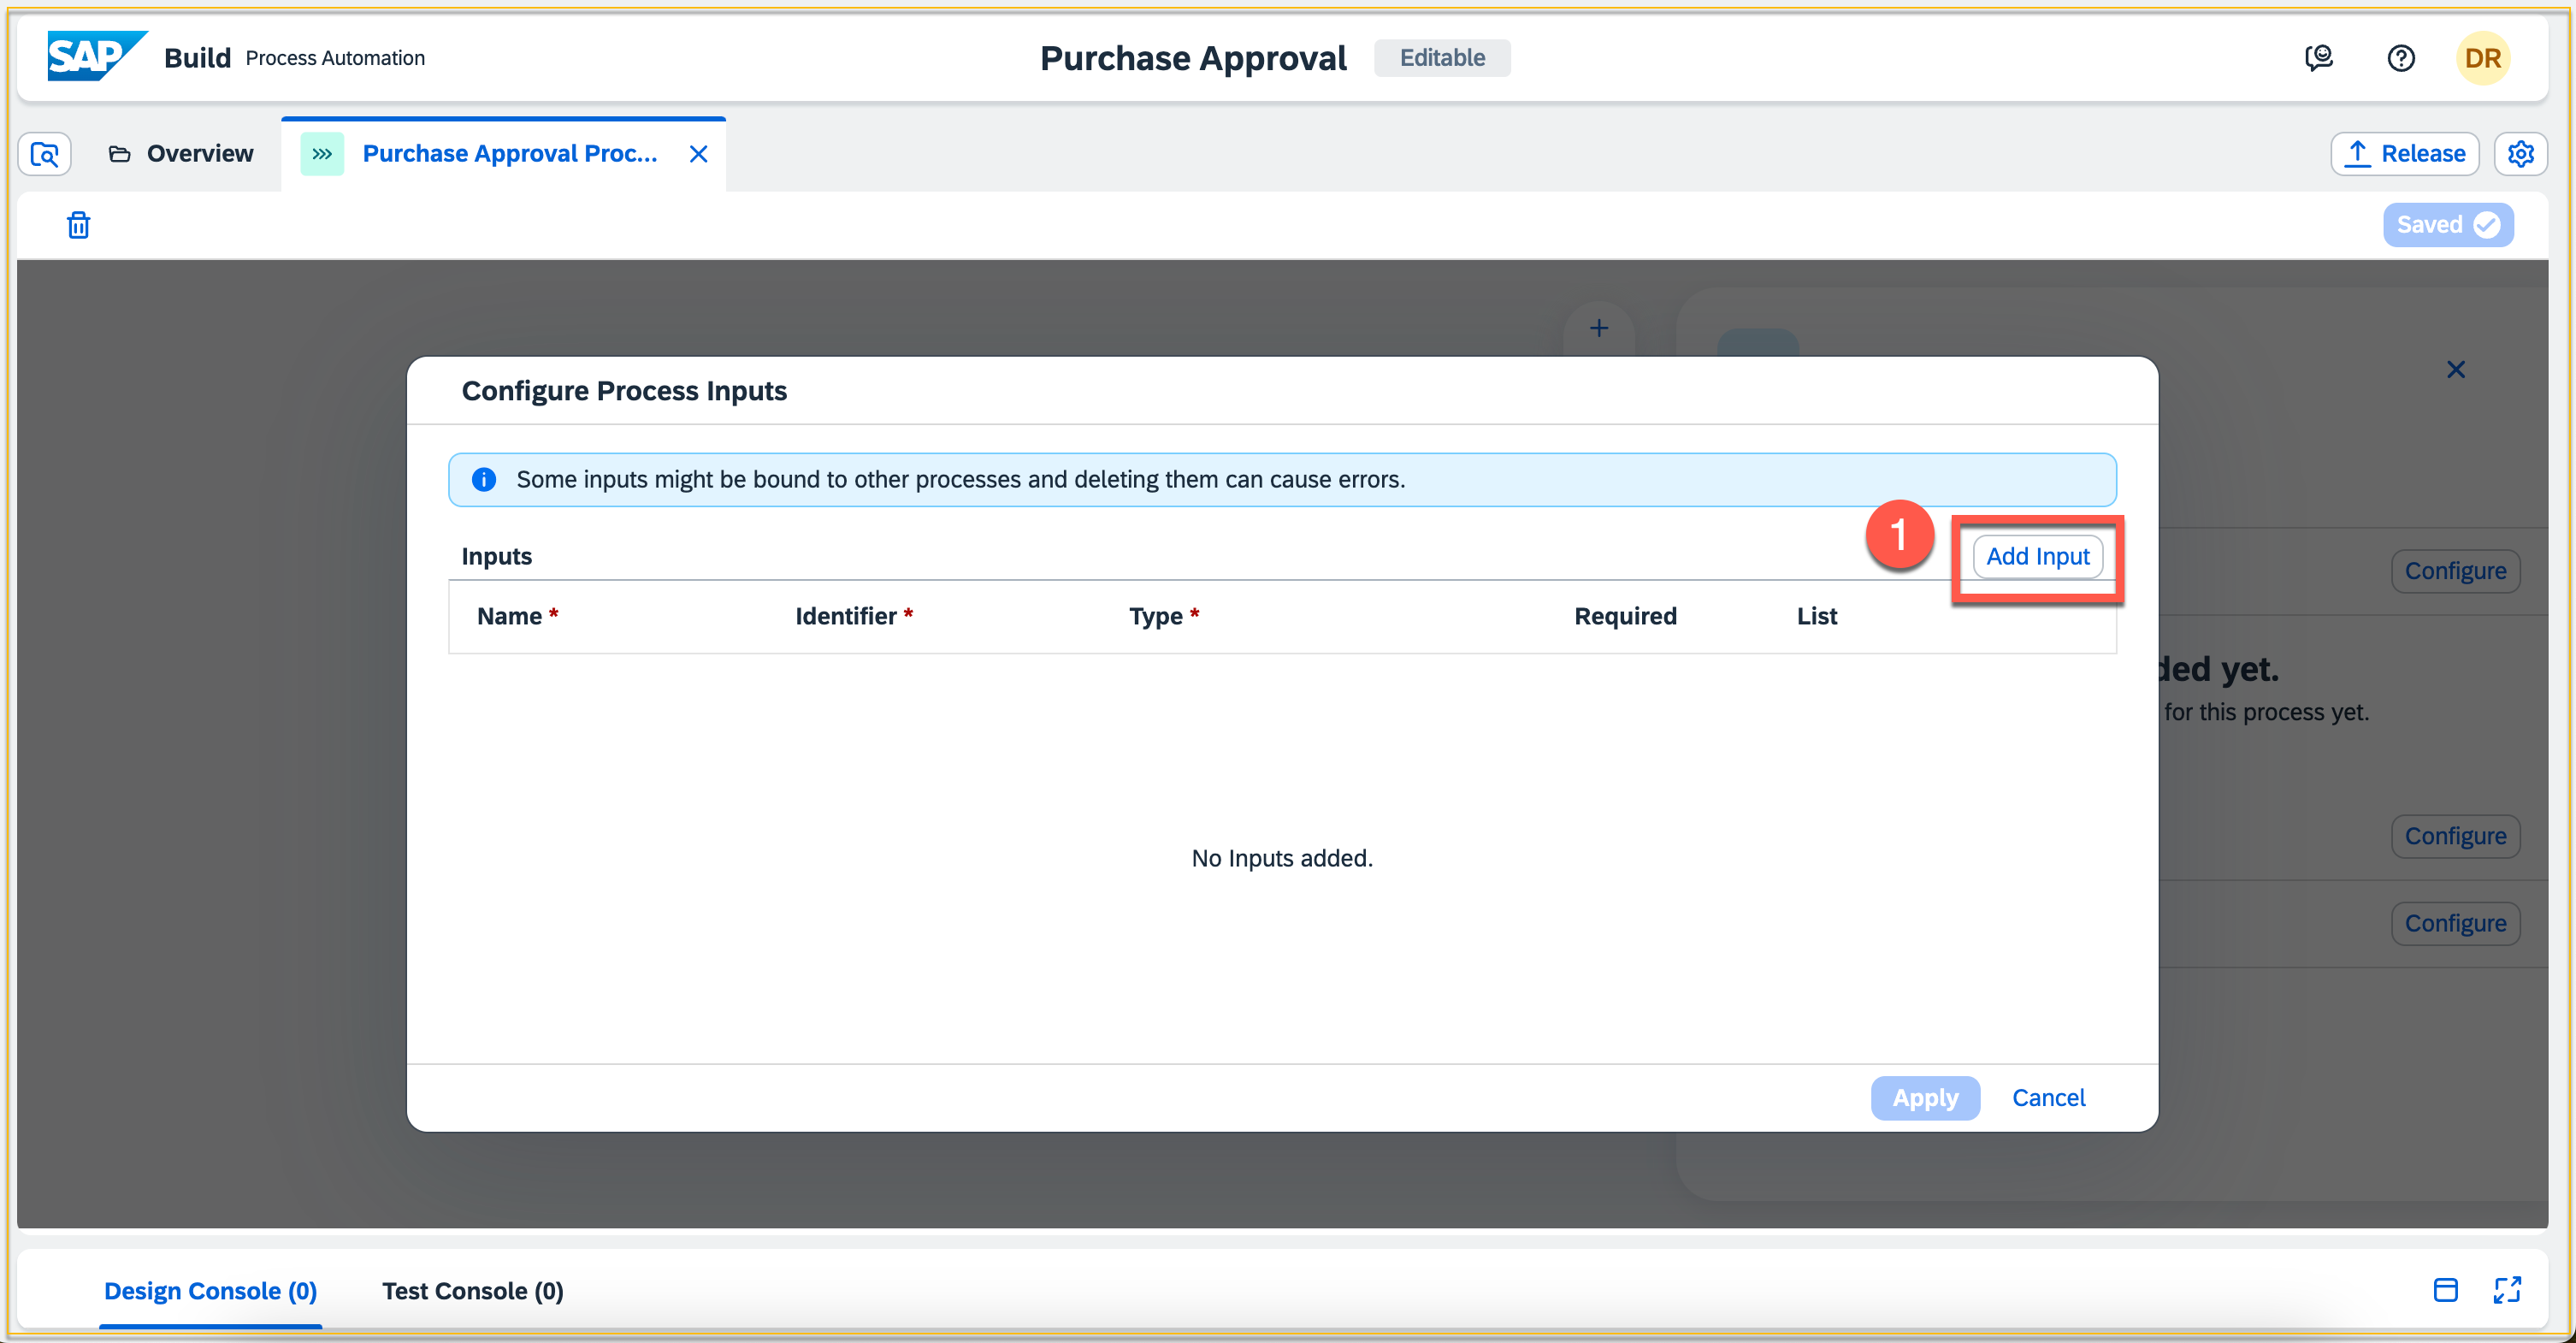 SAP Build Process Automation
Purchase Approval Editable
DR
Overview
Purchase Approval Proc...
Release
Saved
Configure Process Inputs
Some inputs might be bound to other processes and deleting them can cause errors.
1
Inputs
Add Input
Configure
Name * Identifier * Type * Required List
ded yet.
for this process yet.
Configure
No Inputs added.
Configure
Apply Cancel
Design Console (0) Test Console (0)